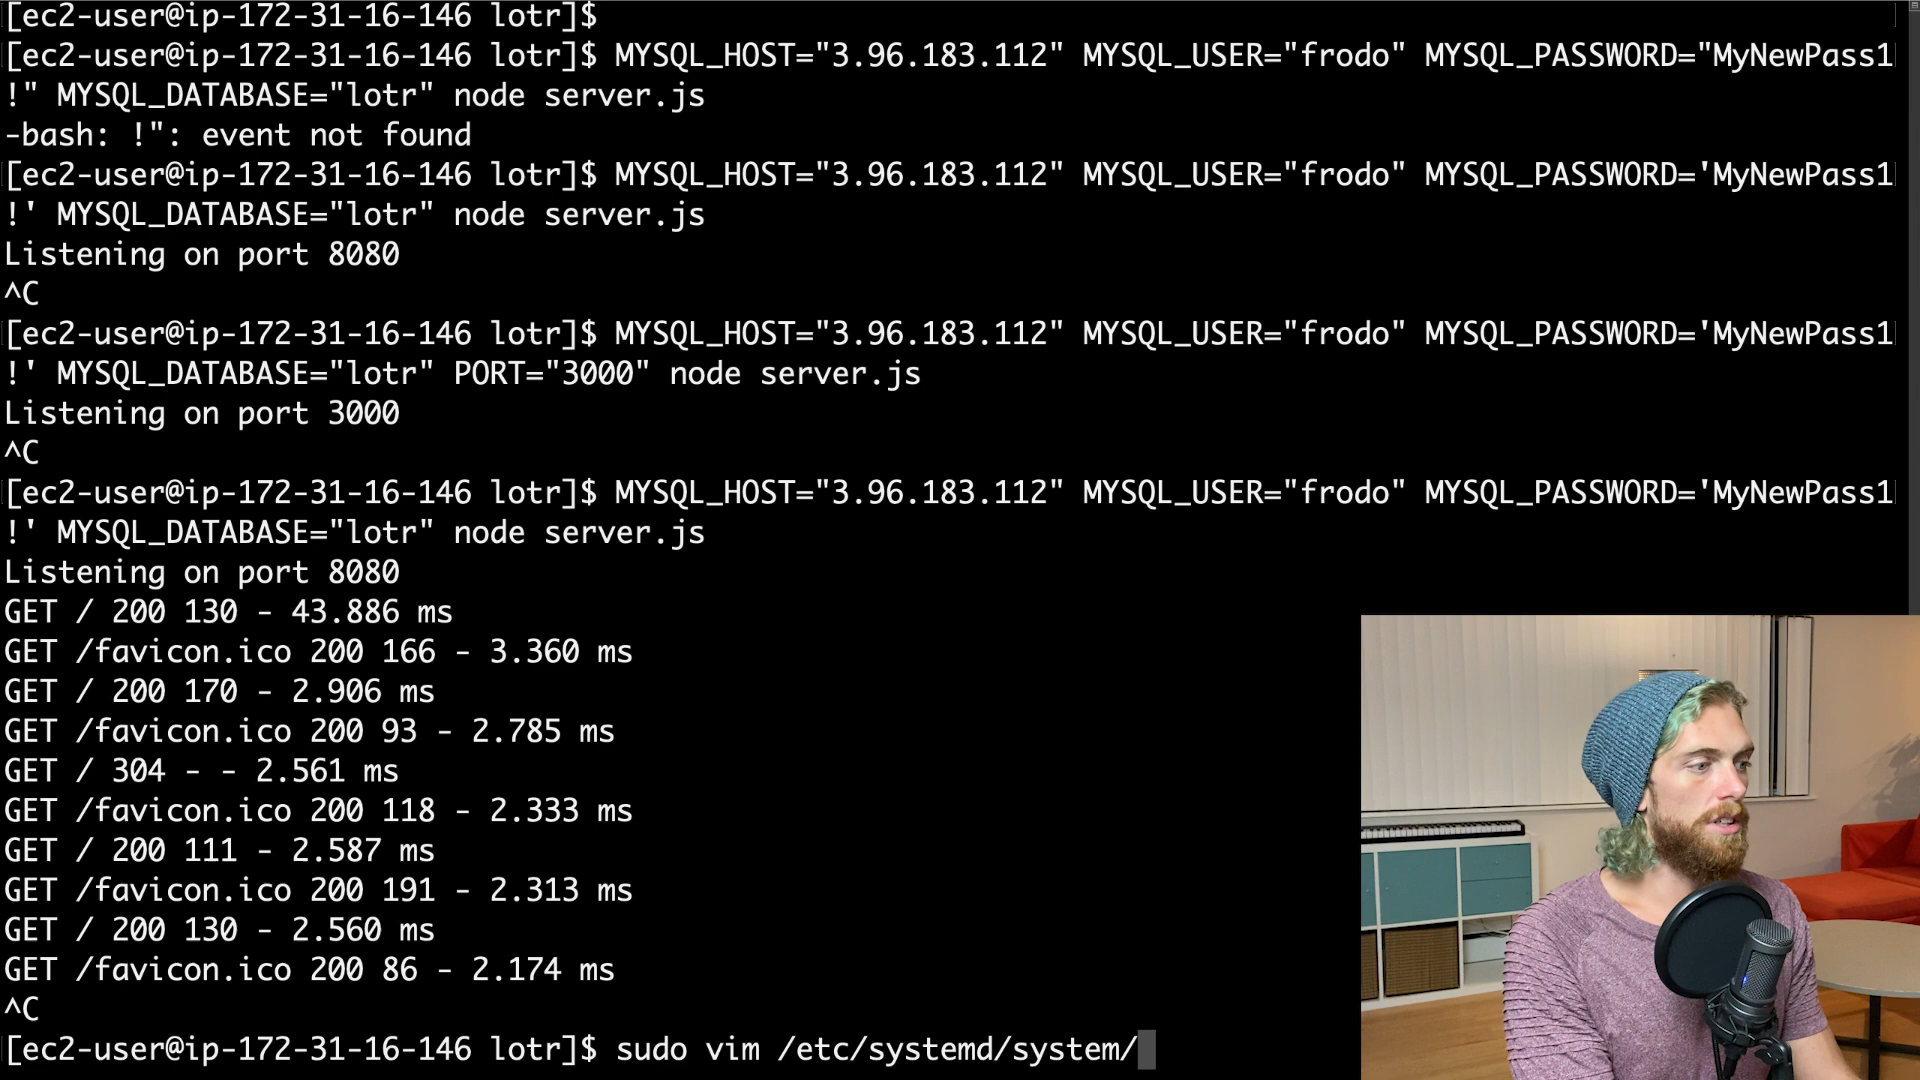 [ec2-user@ip-172-31-16-146 lotr]$
[ec2-user@ip-172-31-16-146 lotr]$ MYSQL_HOST="3.96.183.112" MYSQL_USER="frodo" MYSQL_PASSWORD="MyNewPass1
!" MYSQL_DATABASE="lotr" node server.js
-bash: !": event not found
[ec2-user@ip-172-31-16-146 lotr]$ MYSQL_HOST="3.96.183.112" MYSQL_USER="frodo" MYSQL_PASSWORD='MyNewPass1
!' MYSQL_DATABASE="lotr" node server.js
Listening on port 8080
^C
[ec2-user@ip-172-31-16-146 lotr]$ MYSQL_HOST="3.96.183.112" MYSQL_USER="frodo" MYSQL_PASSWORD='MyNewPass1
!' MYSQL_DATABASE="lotr" PORT="3000" node server.js
Listening on port 3000
^C
[ec2-user@ip-172-31-16-146 lotr]$ MYSQL_HOST="3.96.183.112" MYSQL_USER="frodo" MYSQL_PASSWORD='MyNewPass1
!' MYSQL_DATABASE="lotr" node server.js
Listening on port 8080
GET / 200 130 - 43.886 ms
GET /favicon.ico 200 166 - 3.360 ms
GET / 200 170 - 2.906 ms
GET /favicon.ico 200 93 - 2.785 ms
GET / 304 - - 2.561 ms
GET /favicon.ico 200 118 - 2.333 ms
GET / 200 111 - 2.587 ms
GET /favicon.ico 200 191 - 2.313 ms
GET / 200 130 - 2.560 ms
GET /favicon.ico 200 86 - 2.174 ms
^C
[ec2-user@ip-172-31-16-146 lotr]$ sudo vim /etc/systemd/system/